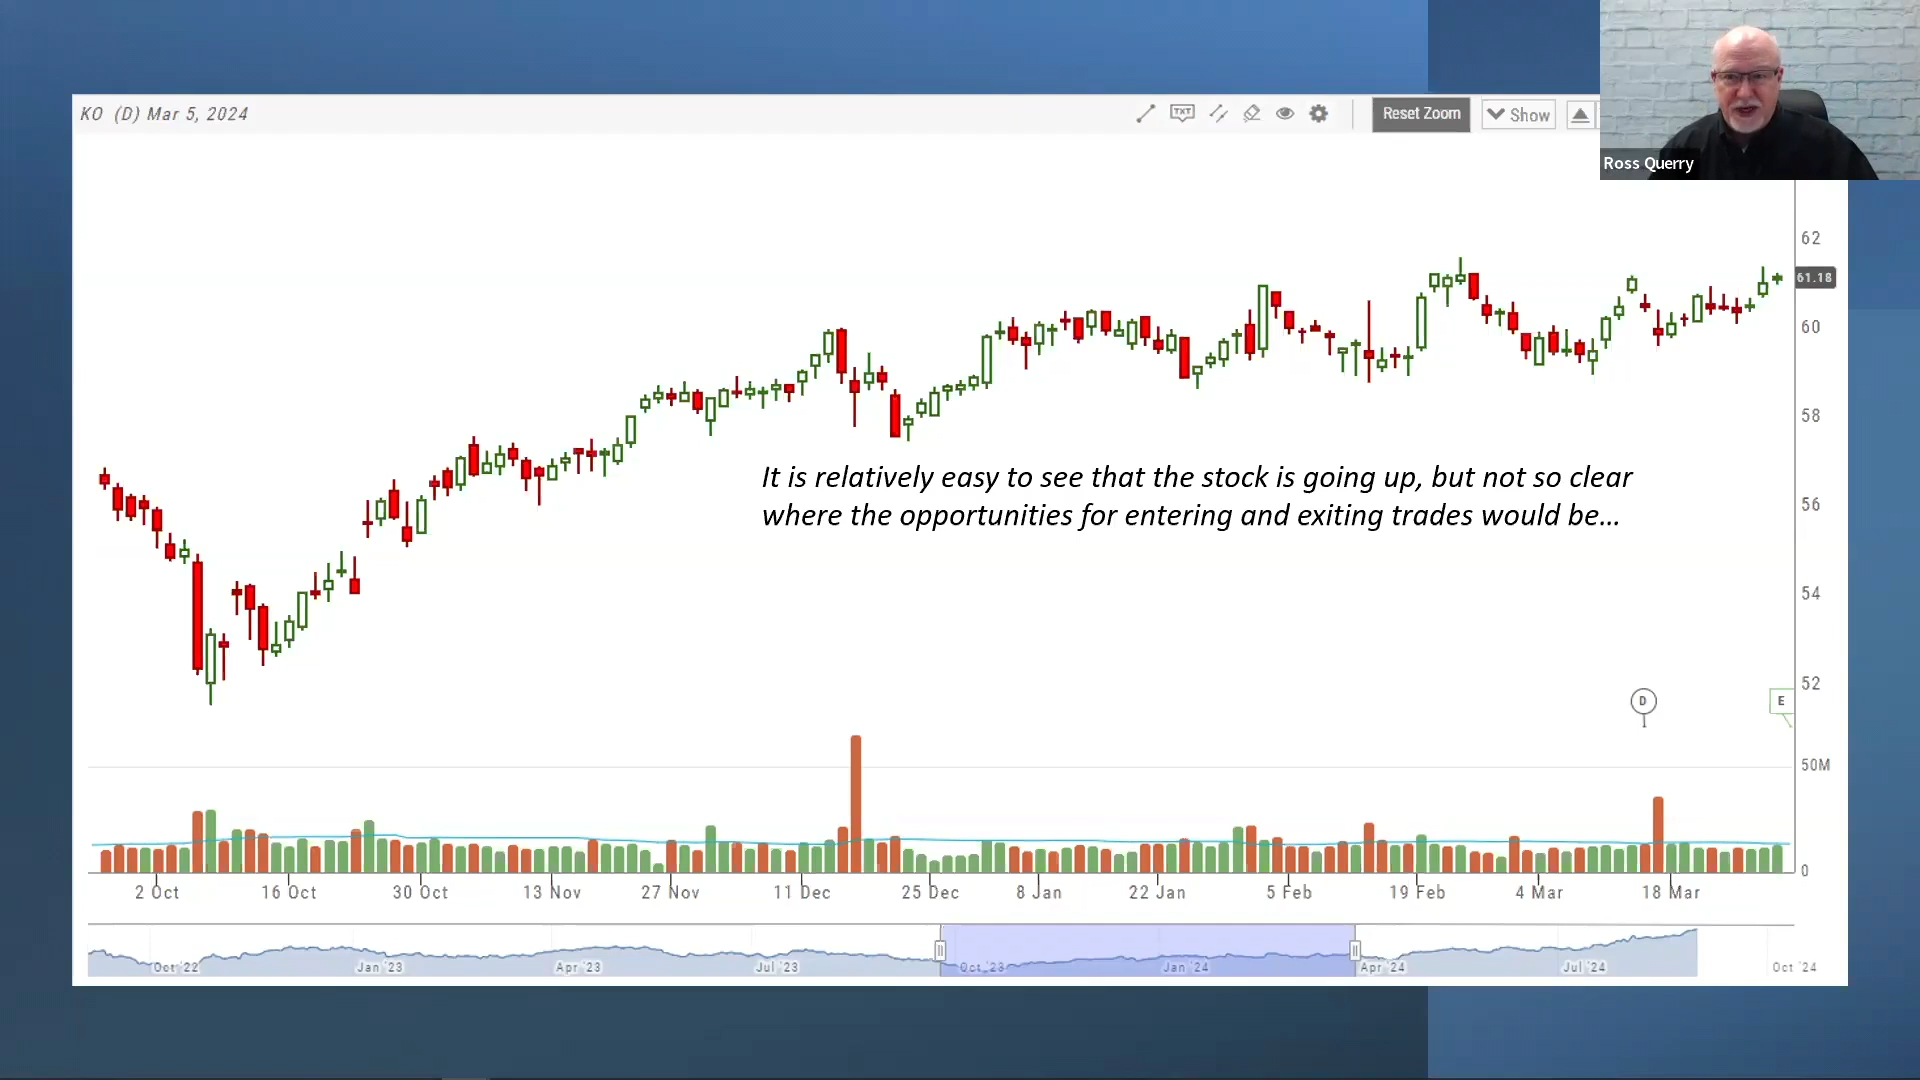 KO (D) Mar 5, 2024
TXT
Reset Zoom
Show
Ross Querry
62
61.18
60
58
It is relatively easy to see that the stock is going up, but not so clear
where the opportunities for entering and exiting trades would be...
56
54
52
D
E
50M
0
2 Oct 16 Oct 30 Oct 13 Nov 27 Nov 11 Dec 25 Dec 8 Jan 22 Jan 5 Feb 19 Feb 4 Mar 18 Mar
Oct '22 Jan '23 Apr '23 Jul '23 Oct '23 Jan '24 Apr '24 Jul '24 Oct '24